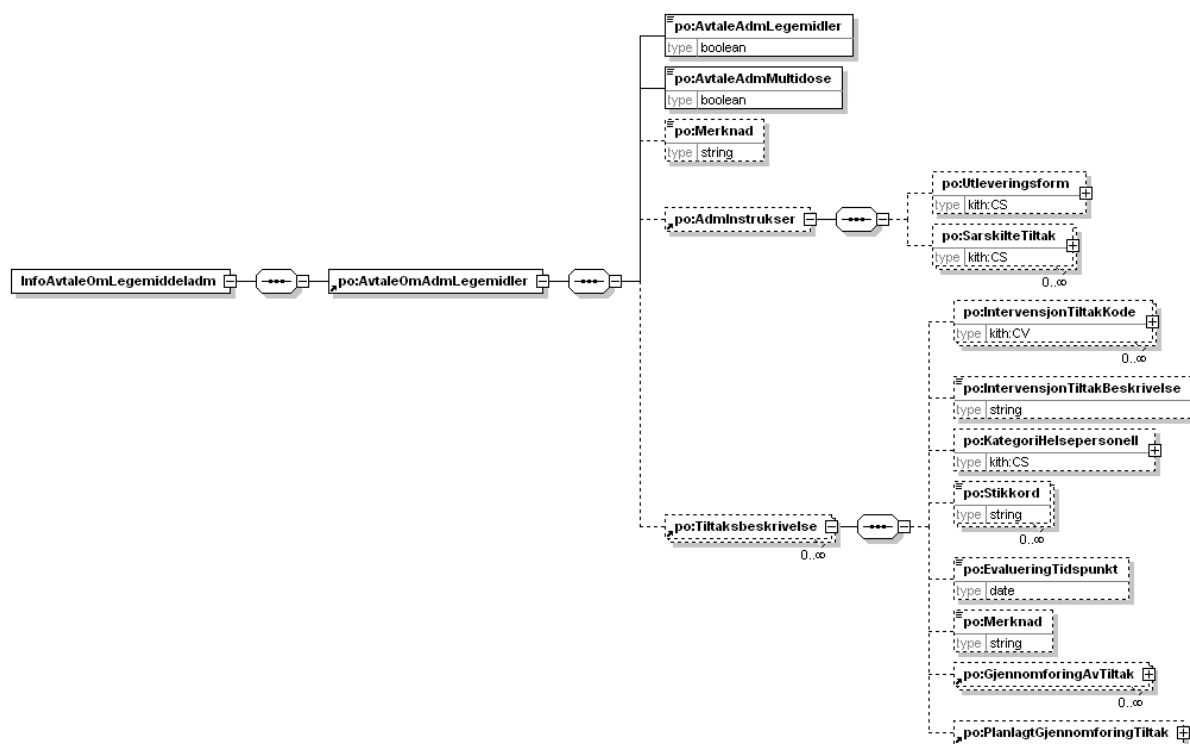 po:AvtaleAdmLegemidler
type boolean
po:AvtaleAdmMultidose
type boolean
po:Merknad
type string
po:AdmInstrukser
po:Utleveringsform
type kith:CS
po:SarskilteTiltak
type kith:CS
0..∞
InfoAvtaleOmLegemiddeladm
po:AvtaleOmAdmLegemidler
po:IntervensjonTiltakKode
type kith:CV
0..∞
po:IntervensjonTiltakBeskrivelse
type string
po:KategoriHelsepersonell
type kith:CS
po:Stikkord
type string
0..∞
po:Tiltaksbeskrivelse
0..∞
po:EvalueringTidspunkt
type date
po:Merknad
type string
po:GjennomforingAvTiltak
0..∞
po:PlanlagtGjennomforingTiltak